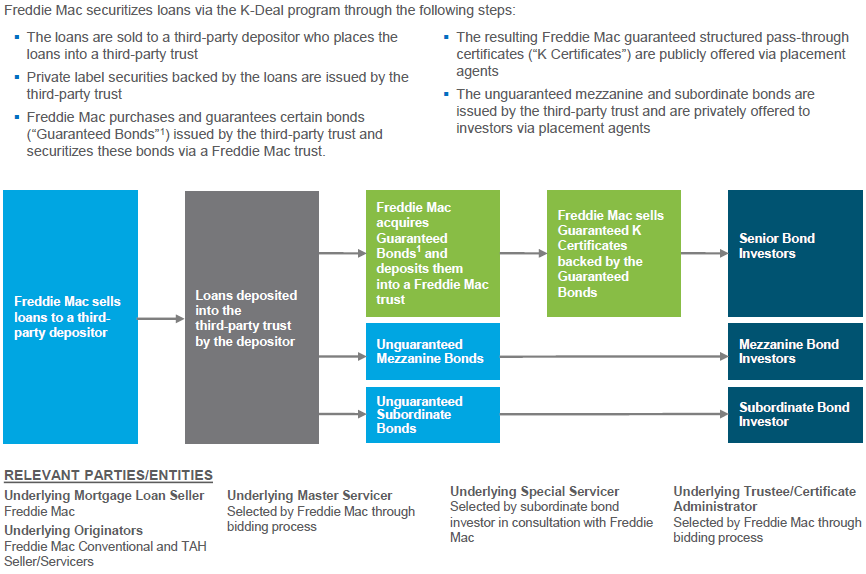 Freddie Mac securitizes loans via the K-Deal program through the following steps:
▪ The loans are sold to a third-party depositor who places the
loans into a third-party trust
▪ Private label securities backed by the loans are issued by the
third-party trust
▪ Freddie Mac purchases and guarantees certain bonds
(“Guaranteed Bonds”¹) issued by the third-party trust and
securitizes these bonds via a Freddie Mac trust.
▪ The resulting Freddie Mac guaranteed structured pass-through
certificates (“K Certificates”) are publicly offered via placement
agents
▪ The unguaranteed mezzanine and subordinate bonds are
issued by the third-party trust and are privately offered to
investors via placement agents
Freddie Mac sells
loans to a third-
party depositor
Loans deposited
into the
third-party trust
by the depositor
Freddie Mac
acquires
Guaranteed
Bonds¹ and
deposits them
into a Freddie Mac
trust
Freddie Mac sells
Guaranteed K
Certificates
backed by the
Guaranteed
Bonds
Senior Bond
Investors
Unguaranteed
Mezzanine Bonds
Mezzanine Bond
Investors
Unguaranteed
Subordinate
Bonds
Subordinate Bond
Investor
RELEVANT PARTIES/ENTITIES
Underlying Mortgage Loan Seller
Freddie Mac
Underlying Originators
Freddie Mac Conventional and TAH
Seller/Servicers
Underlying Master Servicer
Selected by Freddie Mac through
bidding process
Underlying Special Servicer
Selected by subordinate bond
investor in consultation with Freddie
Mac
Underlying Trustee/Certificate
Administrator
Selected by Freddie Mac through
bidding process